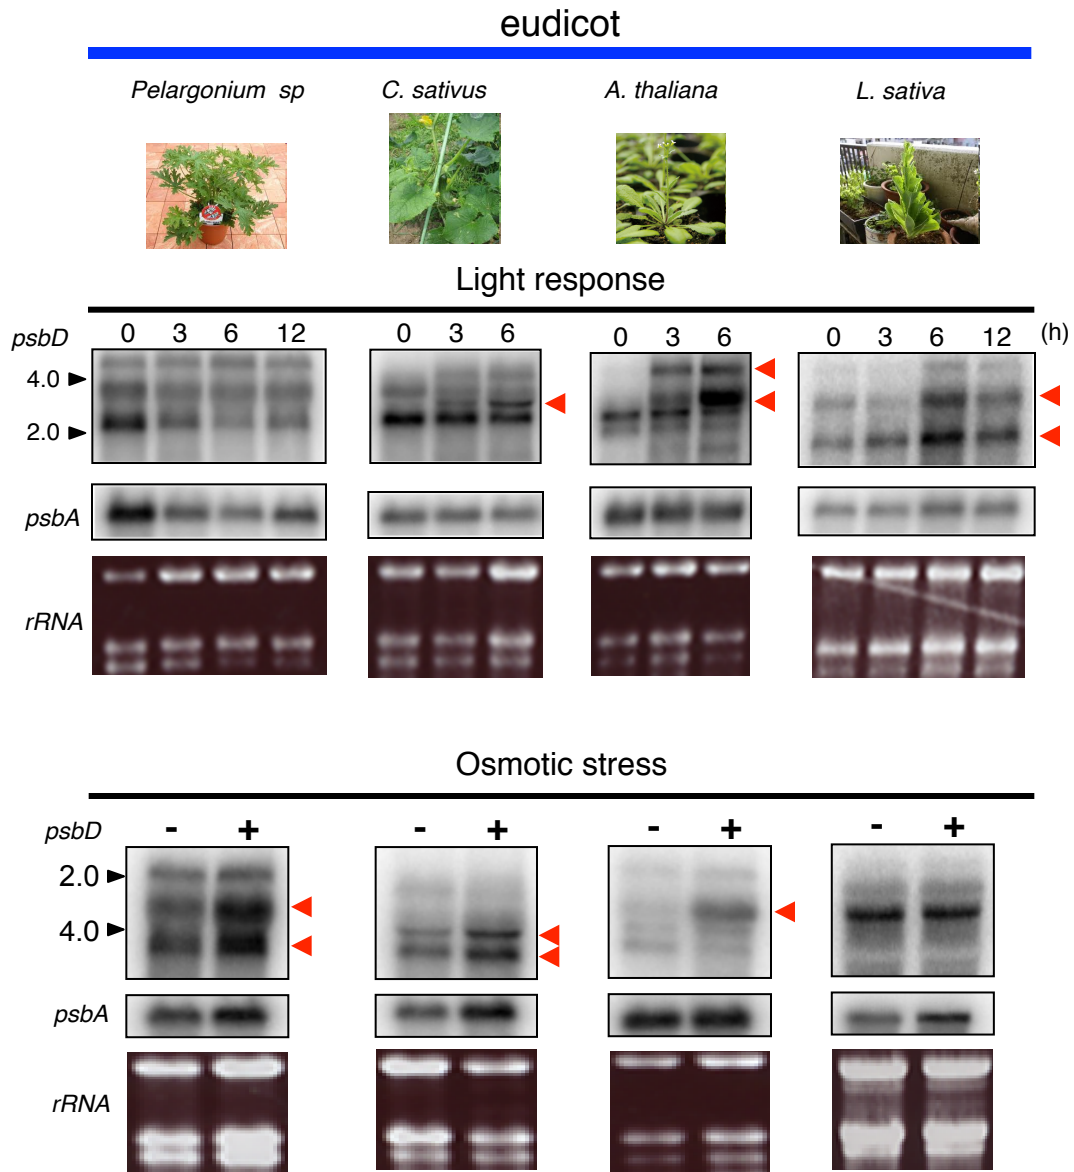 eudicot
Pelargonium sp C. sativus A. thaliana L. sativa
Light response
psbD 0 3 6 12 0 3 6 0 3 6 0 3 6 12 (h)
4.0
2.0
psbA
rRNA
Osmotic stress
psbD - + - + - + - +
2.0
4.0
psbA
rRNA